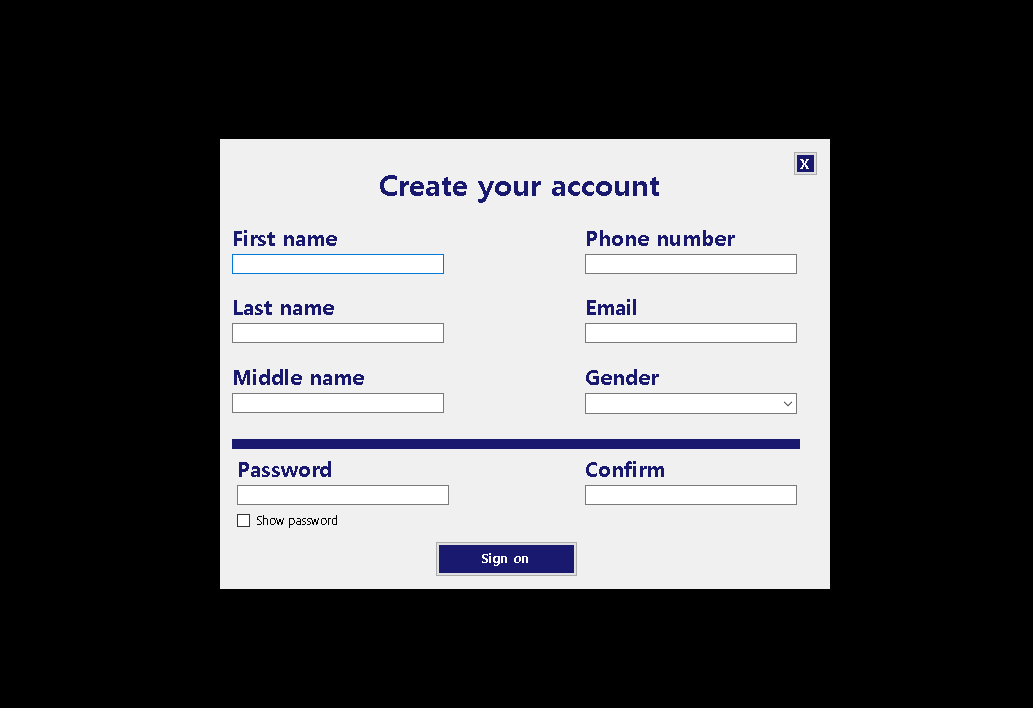 X
Create your account
First name
Phone number
Last name
Email
Middle name
Gender
Password
Confirm
Show password
Sign on